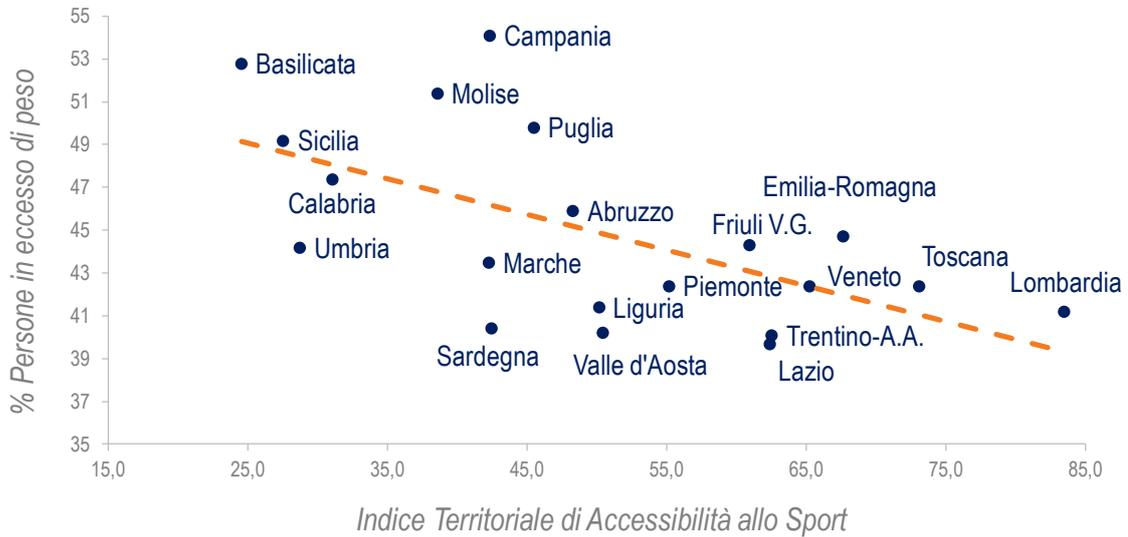 % Persone in eccesso di peso
55
53
51
49
47
45
43
41
39
37
35
Campania
Basilicata
Molise
Puglia
Sicilia
Calabria
Emilia-Romagna
Abruzzo
Friuli V.G.
Umbria
Marche
Toscana
Piemonte
Veneto
Lombardia
Liguria
Sardegna
Valle d'Aosta
Trentino-A.A.
Lazio
15,0
25,0
35,0
45,0
55,0
65,0
75,0
85,0
Indice Territoriale di Accessibilità allo Sport